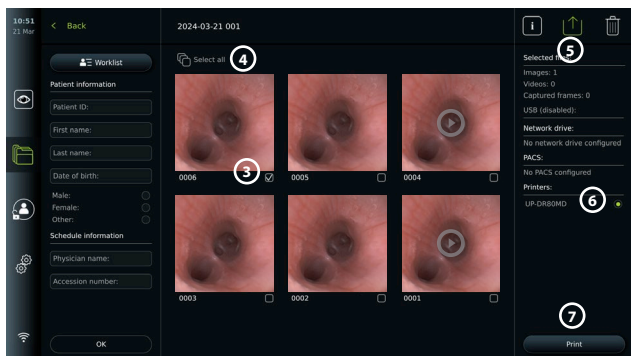 10:51
21 Mar
< Back
2024-03-21 001
i
Worklist
Patient information
Patient ID:
First name:
Last name:
Date of birth:
Male:
Female:
Other:
Schedule information
Physician name:
Accession number:
OK
Select all
4
0006
3
0005
0004
0003
0002
0001
5
Images: 1
Videos: 0
Captured frames: 0
USB (disabled):
Network drive:
No network drive configured
PACS:
No PACS configured
Printers:
UP-DR80MD
6
7
Print